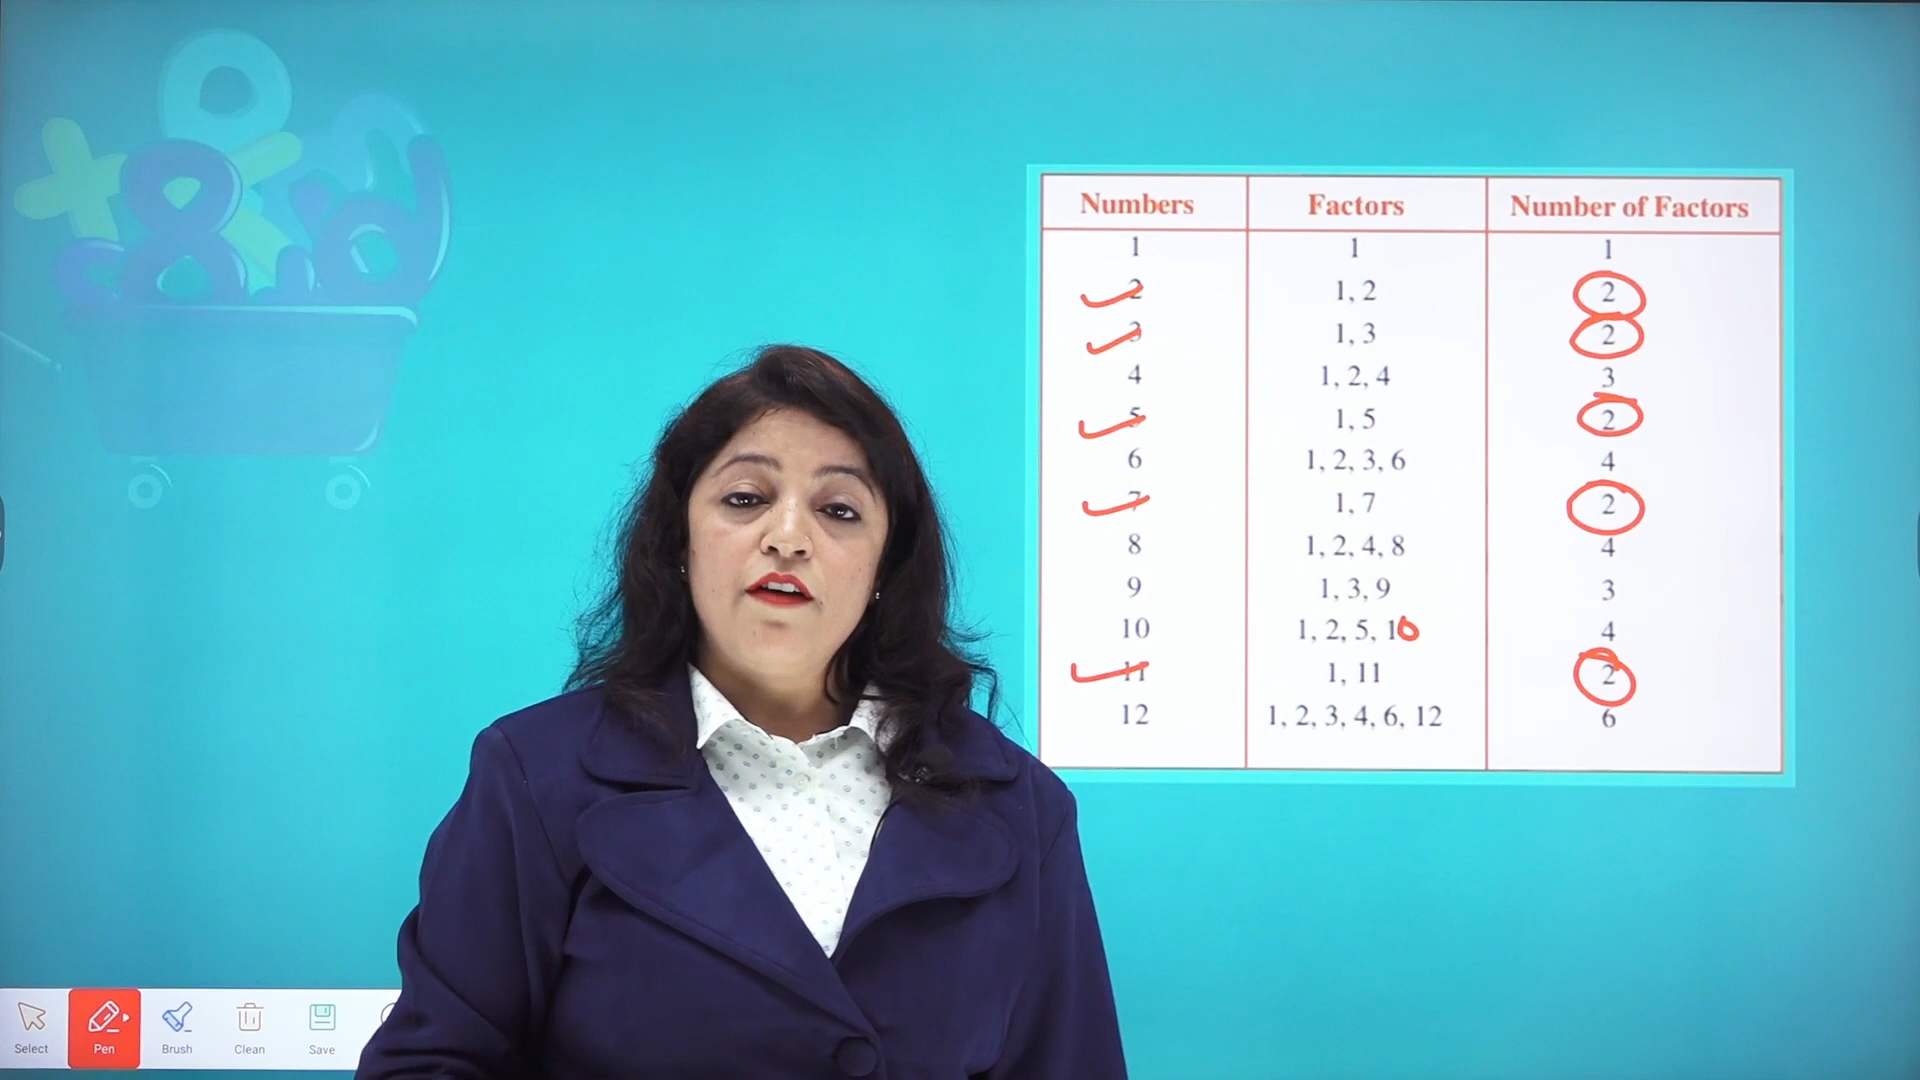 Numbers Factors Number of Factors
1 1 1
2 1, 2 2
3 1, 3 2
4 1, 2, 4 3
5 1, 5 2
6 1, 2, 3, 6 4
7 1, 7 2
8 1, 2, 4, 8 4
9 1, 3, 9 3
10 1, 2, 5, 10 4
11 1, 11 2
12 1, 2, 3, 4, 6, 12 6
Select Pen Brush Clean Save